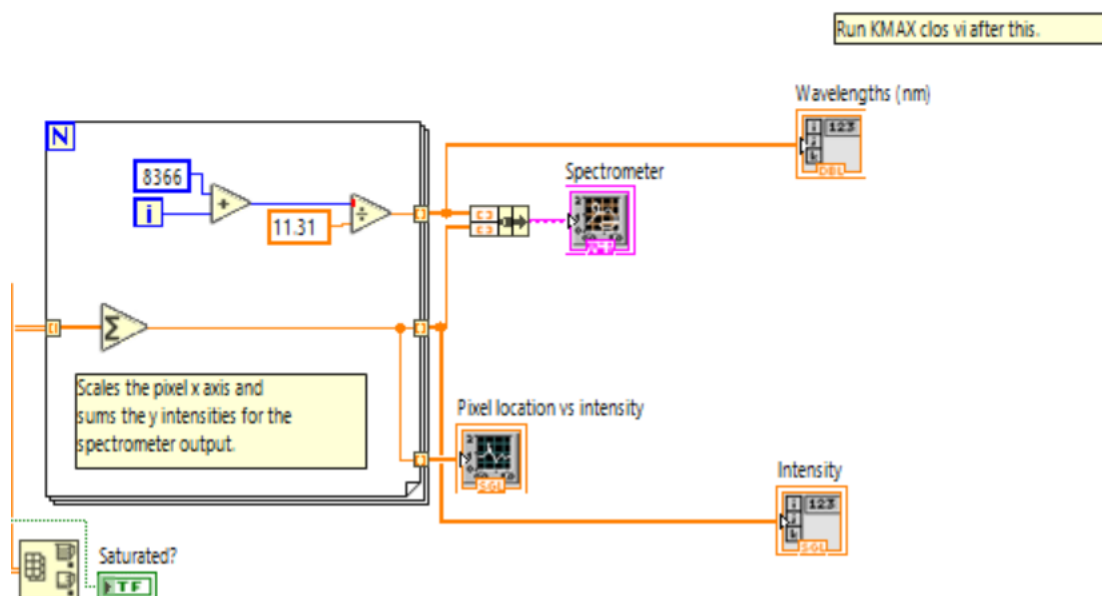 Run KMAX clos vi after this.
Wavelengths (nm)
123
DBL
N
8366
i
+
11.31
÷
Spectrometer
Σ
Scales the pixel x axis and
sums the y intensities for the
spectrometer output.
Pixel location vs intensity
SGL
Intensity
123
SGL
Saturated?
TF